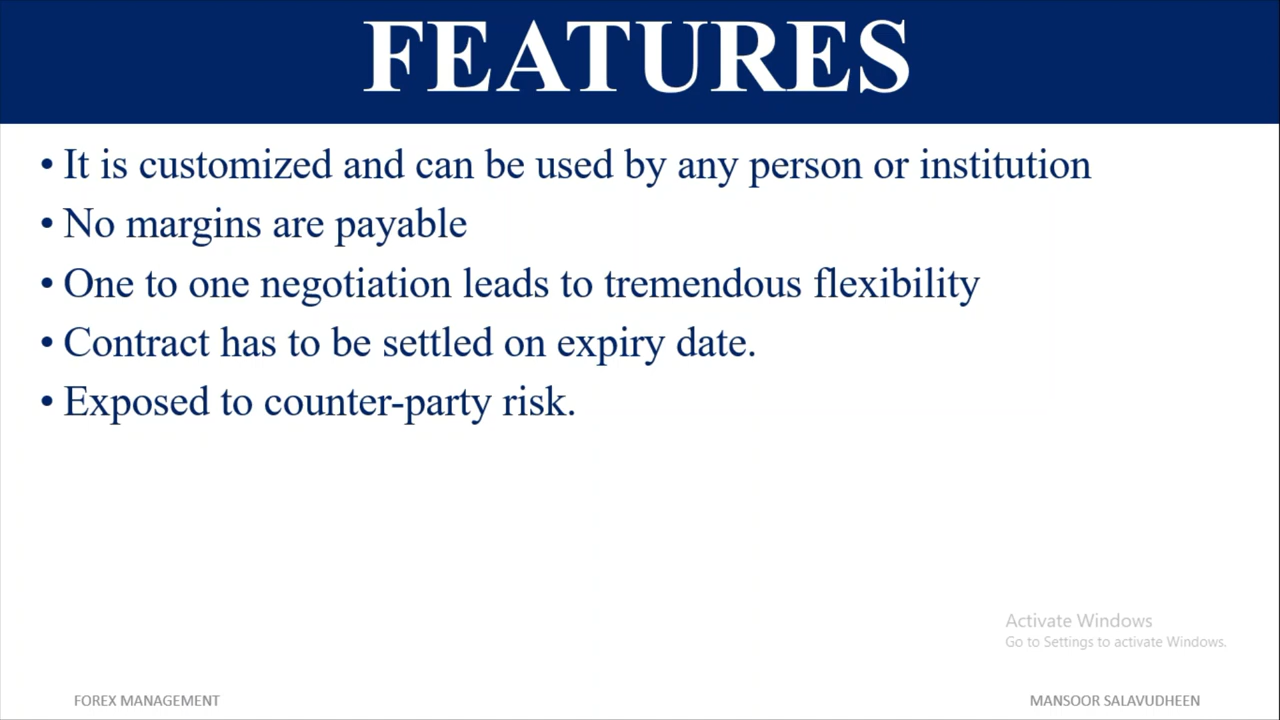 FEATURES
• It is customized and can be used by any person or institution
• No margins are payable
• One to one negotiation leads to tremendous flexibility
• Contract has to be settled on expiry date.
• Exposed to counter-party risk.
Activate Windows
Go to Settings to activate Windows.
FOREX MANAGEMENT
MANSOOR SALAVUDHEEN